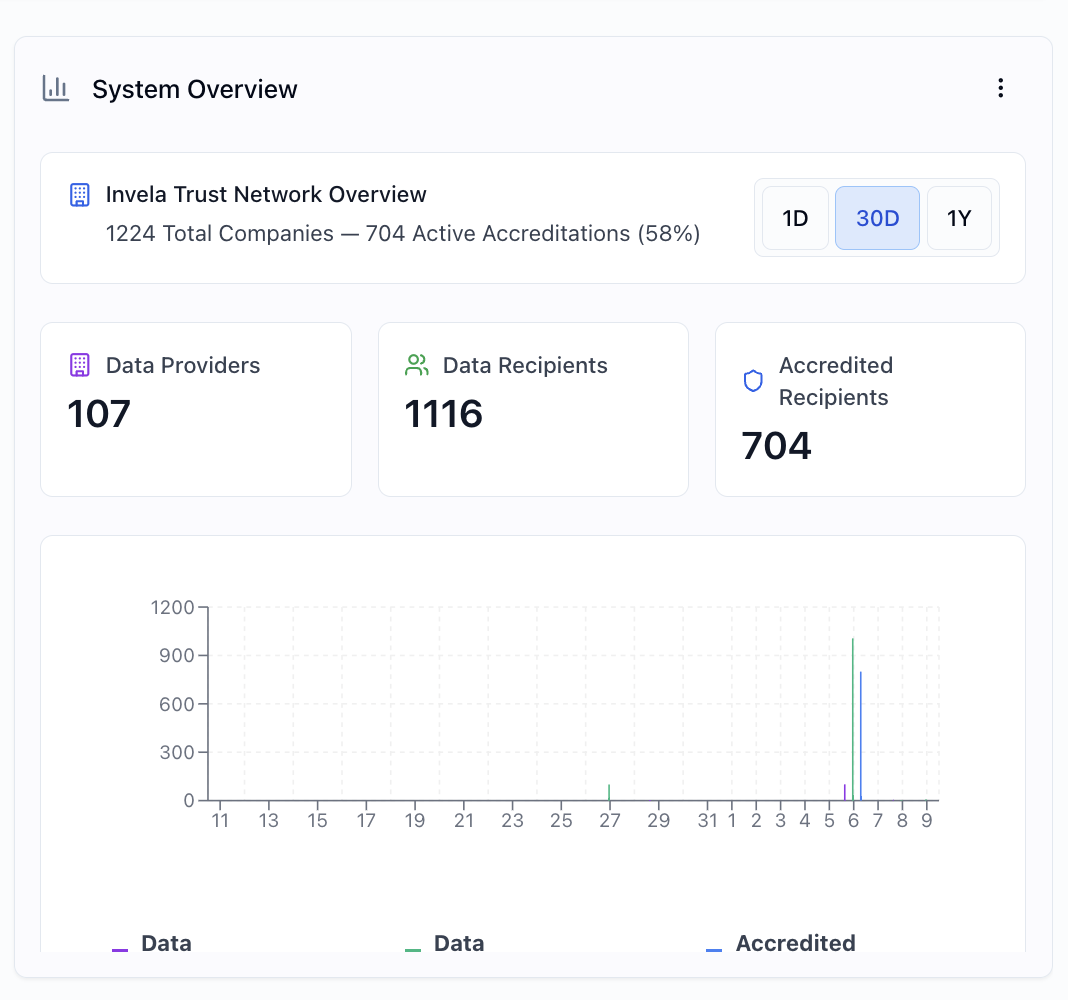 System Overview
Invela Trust Network Overview
1224 Total Companies — 704 Active Accreditations (58%)
1D 30D 1Y
Data Providers
107
Data Recipients
1116
Accredited
Recipients
704
1200
900
600
300
0
11 13 15 17 19 21 23 25 27 29 31 1 2 3 4 5 6 7 8 9
Data Data Accredited